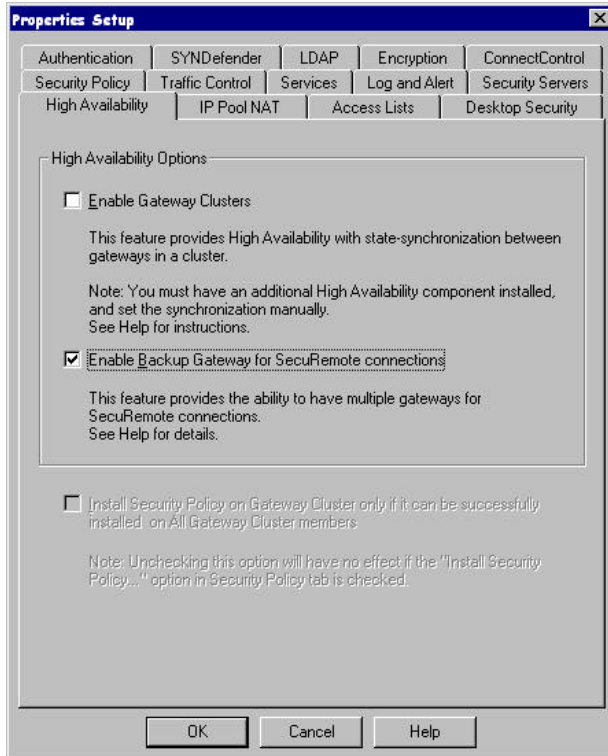 Properties Setup
Authentication SYNDefender LDAP Encryption ConnectControl
Security Policy Traffic Control Services Log and Alert Security Servers
High Availability IP Pool NAT Access Lists Desktop Security
High Availability Options
Enable Gateway Clusters
This feature provides High Availability with state-synchronization between
gateways in a cluster.
Note: You must have an additional High Availability component installed,
and set the synchronization manually.
See Help for instructions.
Enable Backup Gateway for SecuRemote connections
This feature provides the ability to have multiple gateways for
SecuRemote connections.
See Help for details.
Install Security Policy on Gateway Cluster only if it can be successfully
installed on All Gateway Cluster members
Note: Unchecking this option will have no effect if the "Install Security
Policy..." option in Security Policy tab is checked.
OK Cancel Help